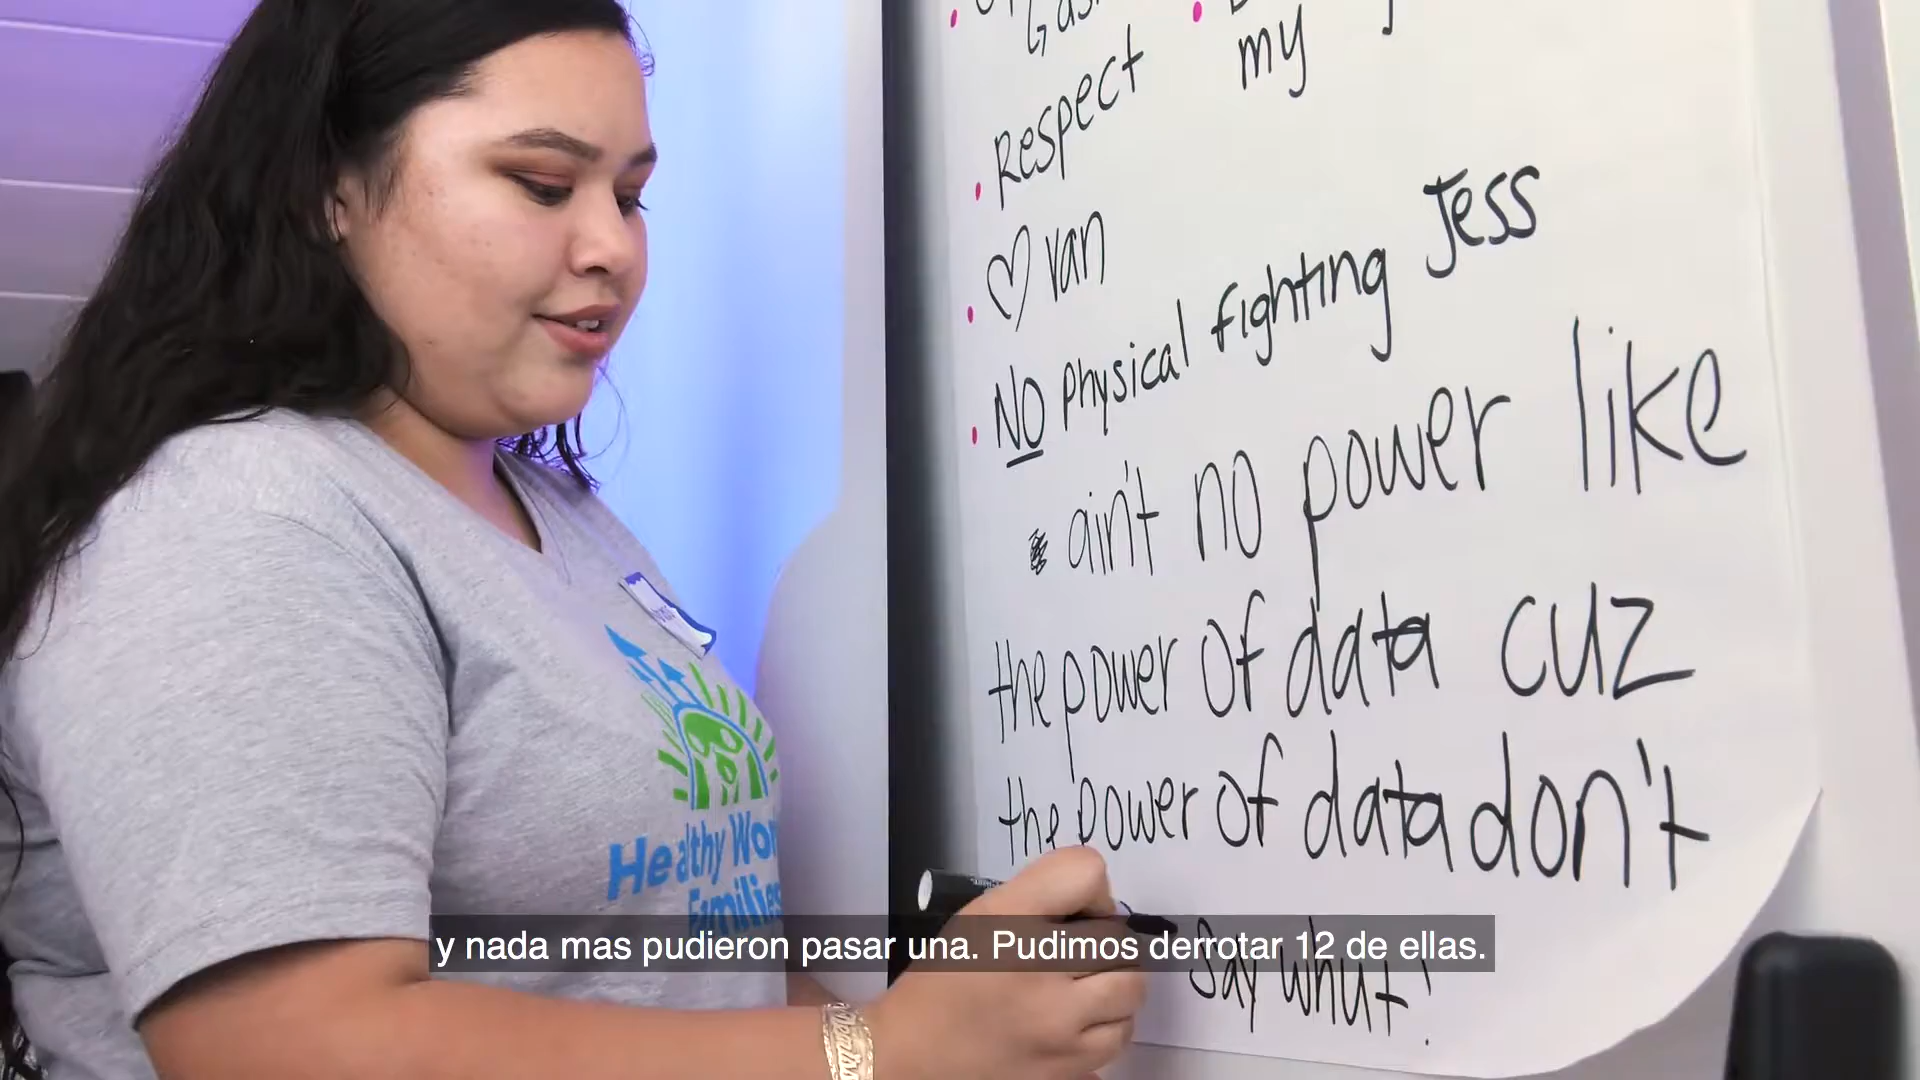 Respect
my
♡ van
NO physical fighting Jess
ain't no power like
the power of data cuz
the power of data don't
Say whut!
Healthy
Families
y nada mas pudieron pasar una. Pudimos derrotar 12 de ellas.